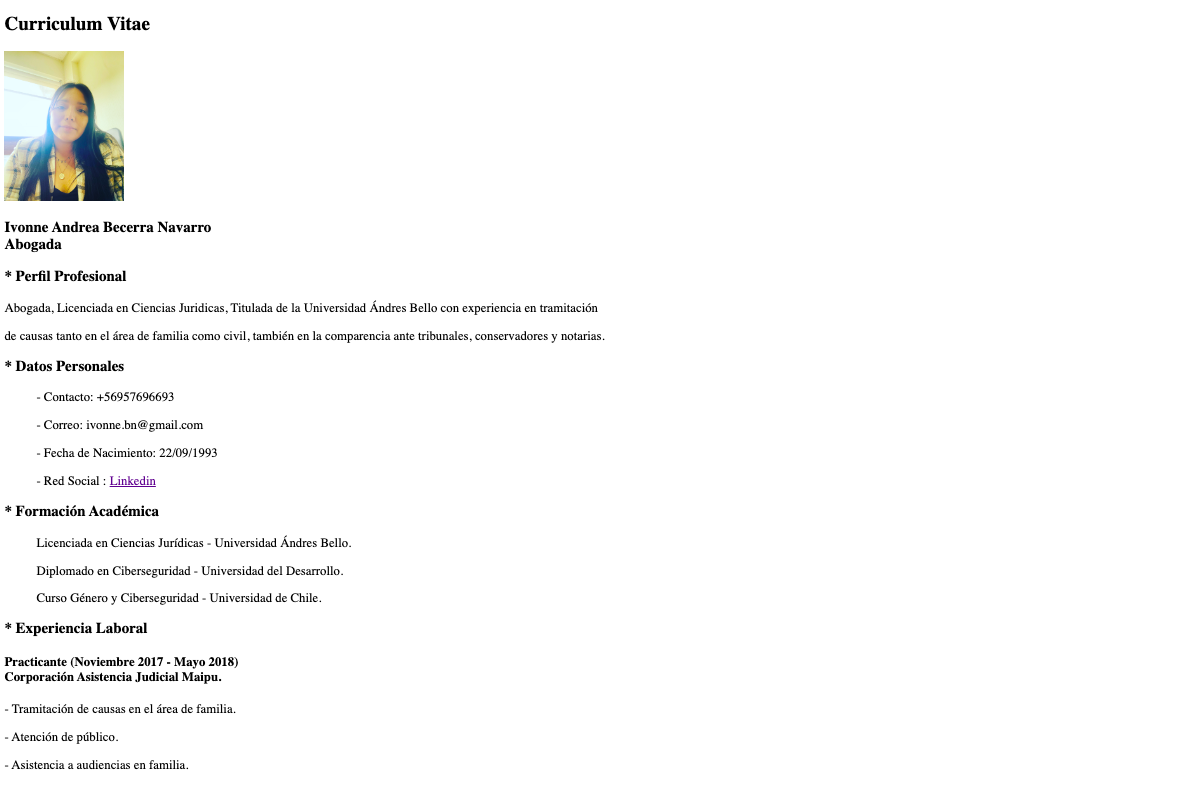 Curriculum Vitae
Ivonne Andrea Becerra Navarro
Abogada
* Perfil Profesional
Abogada, Licenciada en Ciencias Juridicas, Titulada de la Universidad Ándres Bello con experiencia en tramitación
de causas tanto en el área de familia como civil, también en la comparencia ante tribunales, conservadores y notarias.
* Datos Personales
- Contacto: +56957696693
- Correo: ivonne.bn@gmail.com
- Fecha de Nacimiento: 22/09/1993
- Red Social : Linkedin
* Formación Académica
Licenciada en Ciencias Jurídicas - Universidad Ándres Bello.
Diplomado en Ciberseguridad - Universidad del Desarrollo.
Curso Género y Ciberseguridad - Universidad de Chile.
* Experiencia Laboral
Practicante (Noviembre 2017 - Mayo 2018)
Corporación Asistencia Judicial Maipu.
- Tramitación de causas en el área de familia.
- Atención de público.
- Asistencia a audiencias en familia.